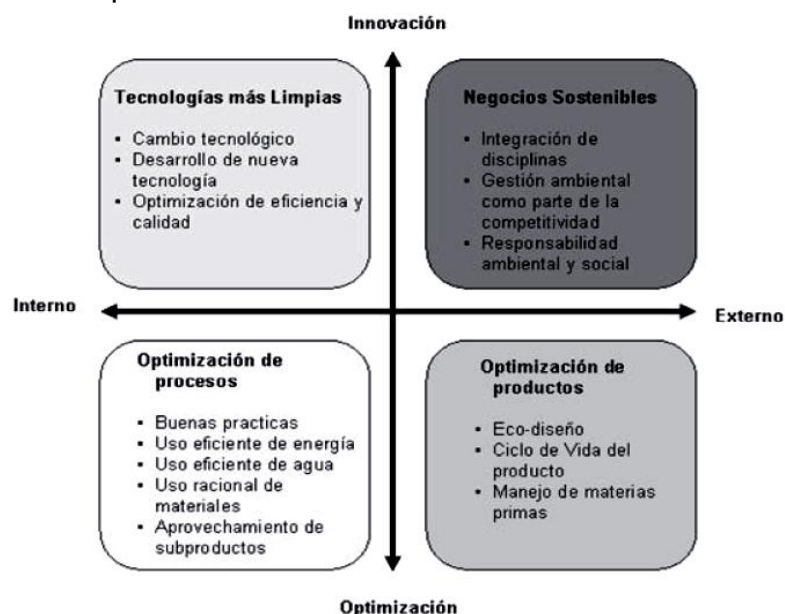 Innovación
Tecnologías más Limpias
▪ Cambio tecnológico
▪ Desarrollo de nueva
tecnología
▪ Optimización de eficiencia y
calidad
Negocios Sostenibles
▪ Integración de
disciplinas
▪ Gestión ambiental
como parte de la
competitividad
▪ Responsabilidad
ambiental y social
Interno
Externo
Optimización de
procesos
▪ Buenas practicas
▪ Uso eficiente de energía
▪ Uso eficiente de agua
▪ Uso racional de
materiales
▪ Aprovechamiento de
subproductos
Optimización de
productos
▪ Eco-diseño
▪ Ciclo de Vida del
producto
▪ Manejo de materias
primas
Optimización